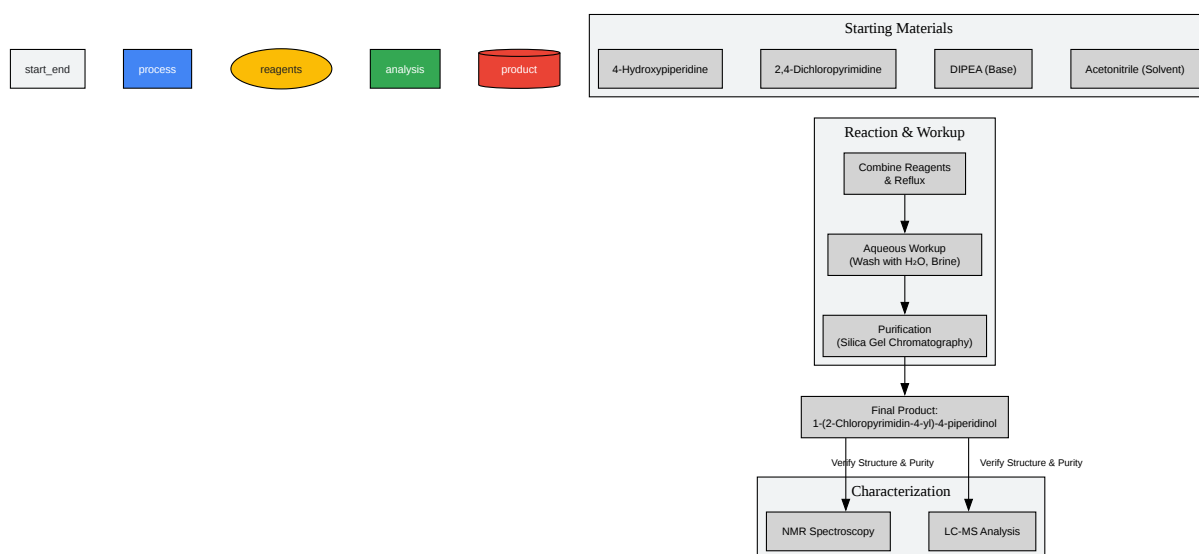 start_end
process
reagents
analysis
product
Starting Materials
4-Hydroxypiperidine
2,4-Dichloropyrimidine
DIPEA (Base)
Acetonitrile (Solvent)
Reaction & Workup
Combine Reagents
& Reflux
Aqueous Workup
(Wash with H₂O, Brine)
Purification
(Silica Gel Chromatography)
Final Product:
1-(2-Chloropyrimidin-4-yl)-4-piperidinol
Verify Structure & Purity
Verify Structure & Purity
Characterization
NMR Spectroscopy
LC-MS Analysis